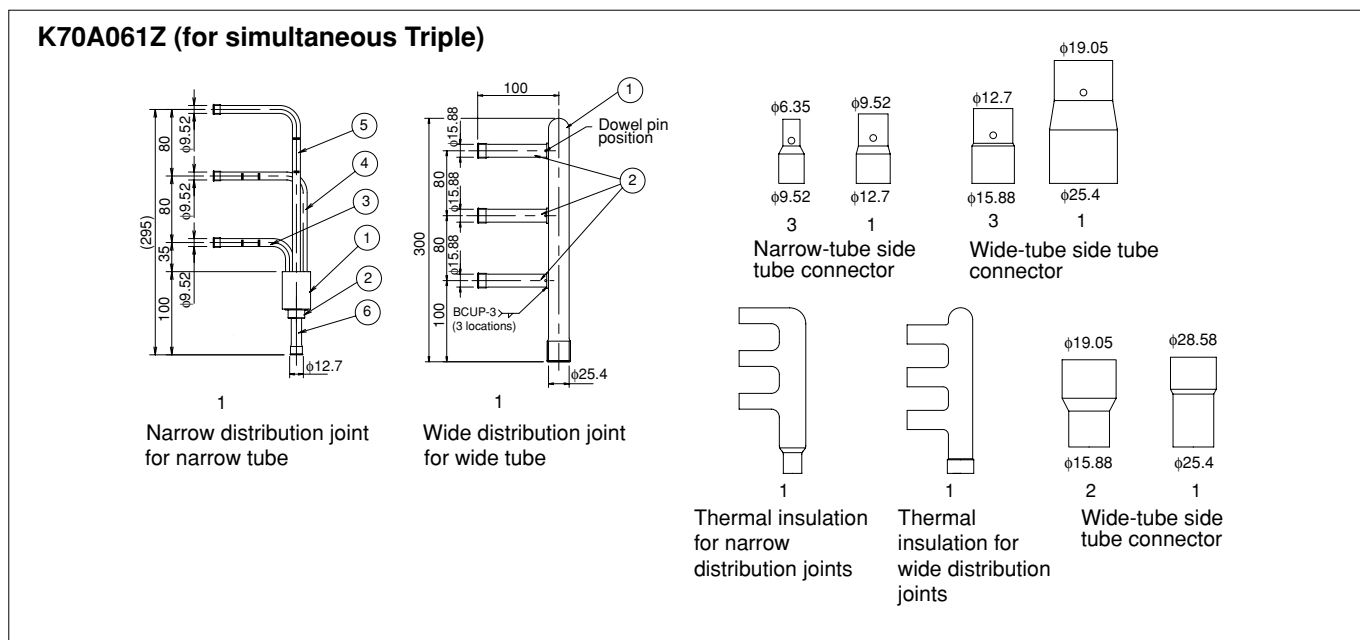 K70A061Z (for simultaneous Triple)
φ9.52
80
φ9.52
80
(295)
35
φ9.52
100
5
4
3
1
2
6
φ12.7
1
Narrow distribution joint
for narrow tube
100
1
Dowel pin
position
φ15.88
80
2
φ15.88
300
80
φ15.88
100
BCUP-3
(3 locations)
φ25.4
1
Wide distribution joint
for wide tube
φ6.35
φ9.52
φ9.52
φ12.7
3
1
Narrow-tube side
tube connector
φ19.05
φ12.7
φ15.88
φ25.4
3
1
Wide-tube side tube
connector
1
Thermal insulation
for narrow
distribution joints
1
Thermal
insulation for
wide distribution
joints
φ19.05
φ28.58
φ15.88
φ25.4
2
1
Wide-tube side
tube connector